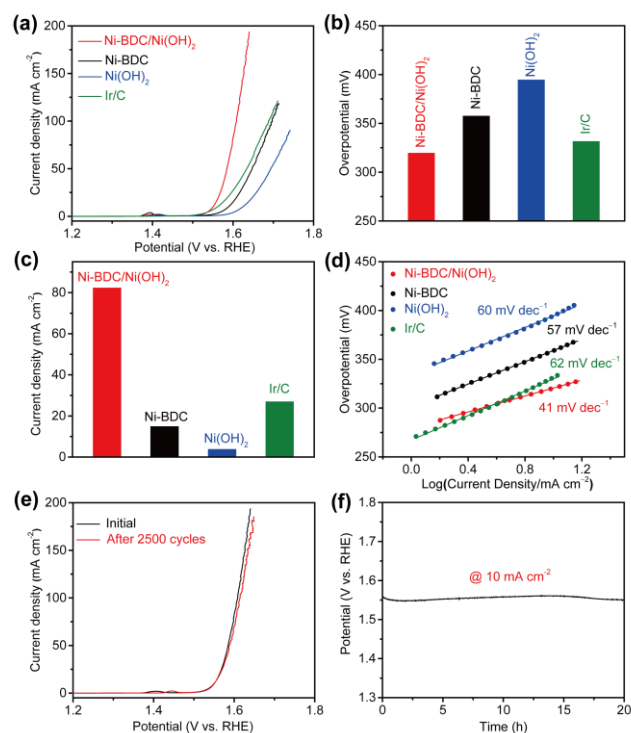 (a)
Current density (mA cm⁻²)
200
150
100
50
0
Ni-BDC/Ni(OH)₂
Ni-BDC
Ni(OH)₂
Ir/C
1.2
1.4
1.6
1.8
Potential (V vs. RHE)
(b)
Overpotential (mV)
450
400
350
300
250
Ni-BDC/Ni(OH)₂
Ni-BDC
Ni(OH)₂
Ir/C
(c)
Current density (mA cm⁻²)
80
60
40
20
0
Ni-BDC/Ni(OH)₂
Ni-BDC
Ni(OH)₂
Ir/C
(d)
Overpotential (mV)
450
400
350
300
250
Ni-BDC/Ni(OH)₂
Ni-BDC
Ni(OH)₂
Ir/C
60 mV dec⁻¹
57 mV dec⁻¹
62 mV dec⁻¹
41 mV dec⁻¹
0.0
0.4
0.8
1.2
Log(Current Density/mA cm⁻²)
(e)
Current density (mA cm⁻²)
200
150
100
50
0
Initial
After 2500 cycles
1.2
1.4
1.6
1.8
Potential (V vs. RHE)
(f)
Potential (V vs. RHE)
1.8
1.7
1.6
1.5
1.4
1.3
@ 10 mA cm⁻²
0
5
10
15
20
Time (h)